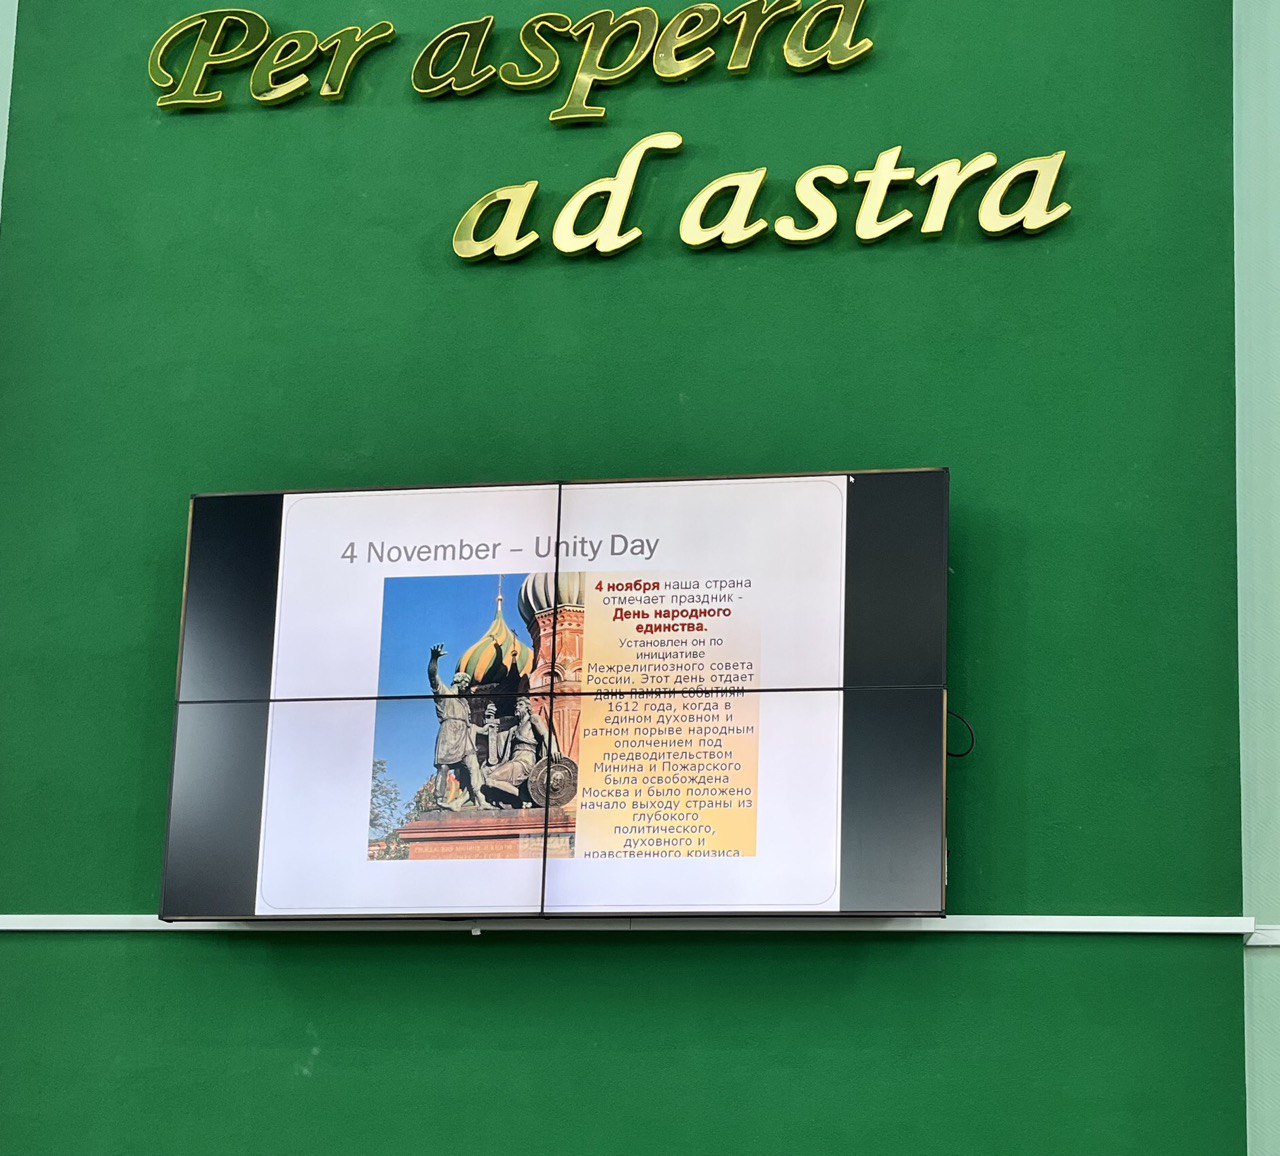 Per aspera
ad astra
4 November – Unity Day
4 ноября наша страна
отмечает праздник -
День народного
единства.
Установлен он по
инициативе
Межрелигиозного совета
России. Этот день отдает
дань памяти событиям
1612 года, когда в
едином духовном и
ратном порыве народным
ополчением под
предводительством
Минина и Пожарского
была освобождена
Москва и было положено
начало выходу страны из
глубокого
политического,
духовного и
нравственного кризиса.